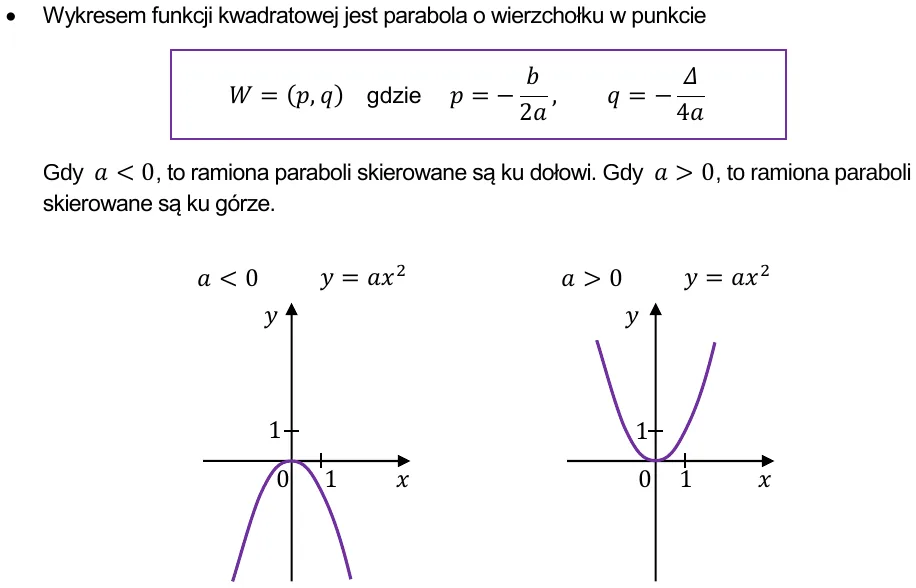 • Wykresem funkcji kwadratowej jest parabola o wierzchołku w punkcie
W = (p, q) gdzie p = −b/2a, q = −Δ/4a
Gdy a < 0, to ramiona paraboli skierowane są ku dołowi. Gdy a > 0, to ramiona paraboli
skierowane są ku górze.
a < 0 y = ax²
y
1
0 1 x
a > 0 y = ax²
y
1
0 1 x